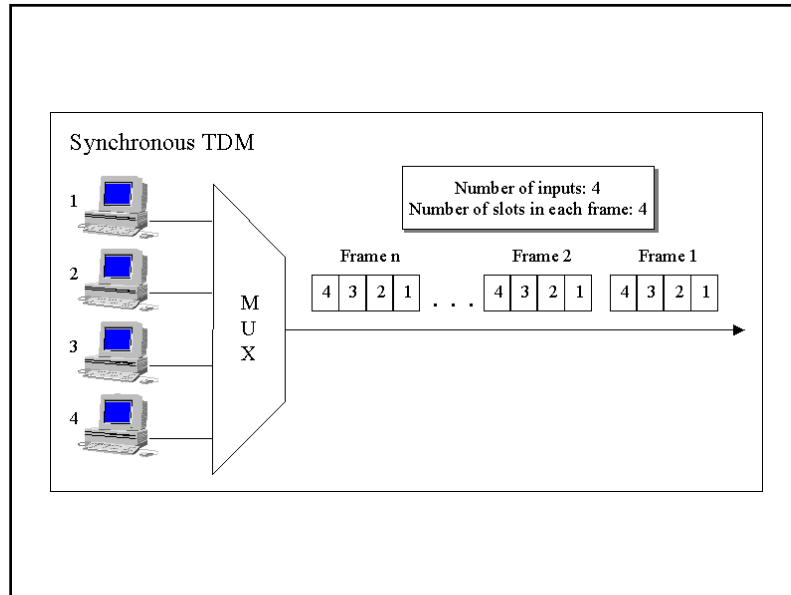 Synchronous TDM
1
2
3
4
M
U
X
Number of inputs: 4
Number of slots in each frame: 4
Frame n
Frame 2
Frame 1
4 3 2 1 . . . 4 3 2 1 4 3 2 1